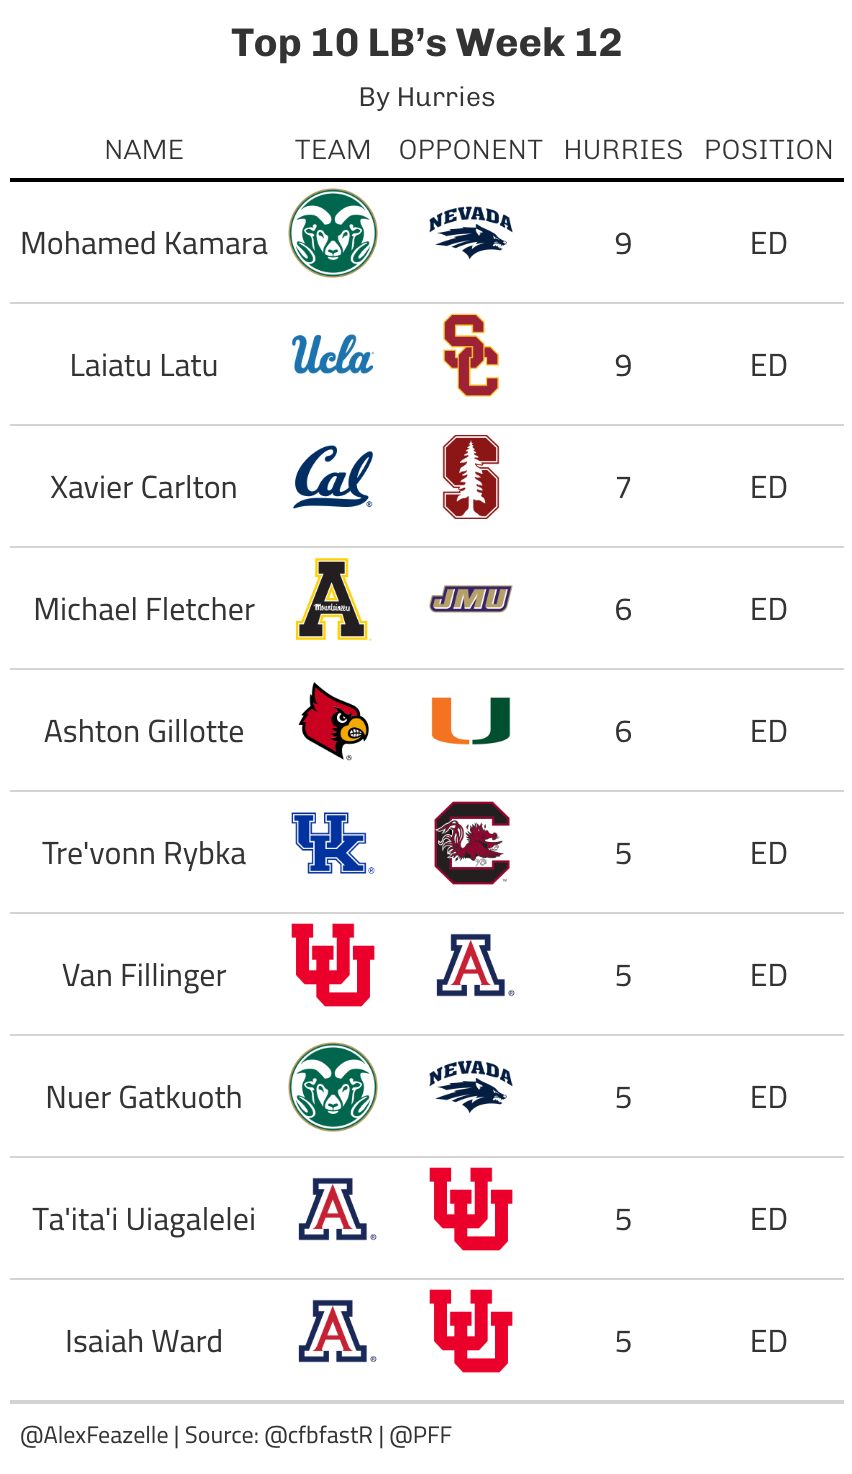 Top 10 LB’s Week 12
By Hurries
NAME TEAM OPPONENT HURRIES POSITION
Mohamed Kamara NEVADA 9 ED
Laiatu Latu Ucla SC 9 ED
Xavier Carlton Cal S 7 ED
Michael Fletcher A Mountaineers JMU 6 ED
Ashton Gillotte U 6 ED
Tre'vonn Rybka UK C 5 ED
Van Fillinger UU A 5 ED
Nuer Gatkuoth NEVADA 5 ED
Ta'ita'i Uiagalelei A UU 5 ED
Isaiah Ward A UU 5 ED
@AlexFeazelle | Source: @cfbfastR | @PFF